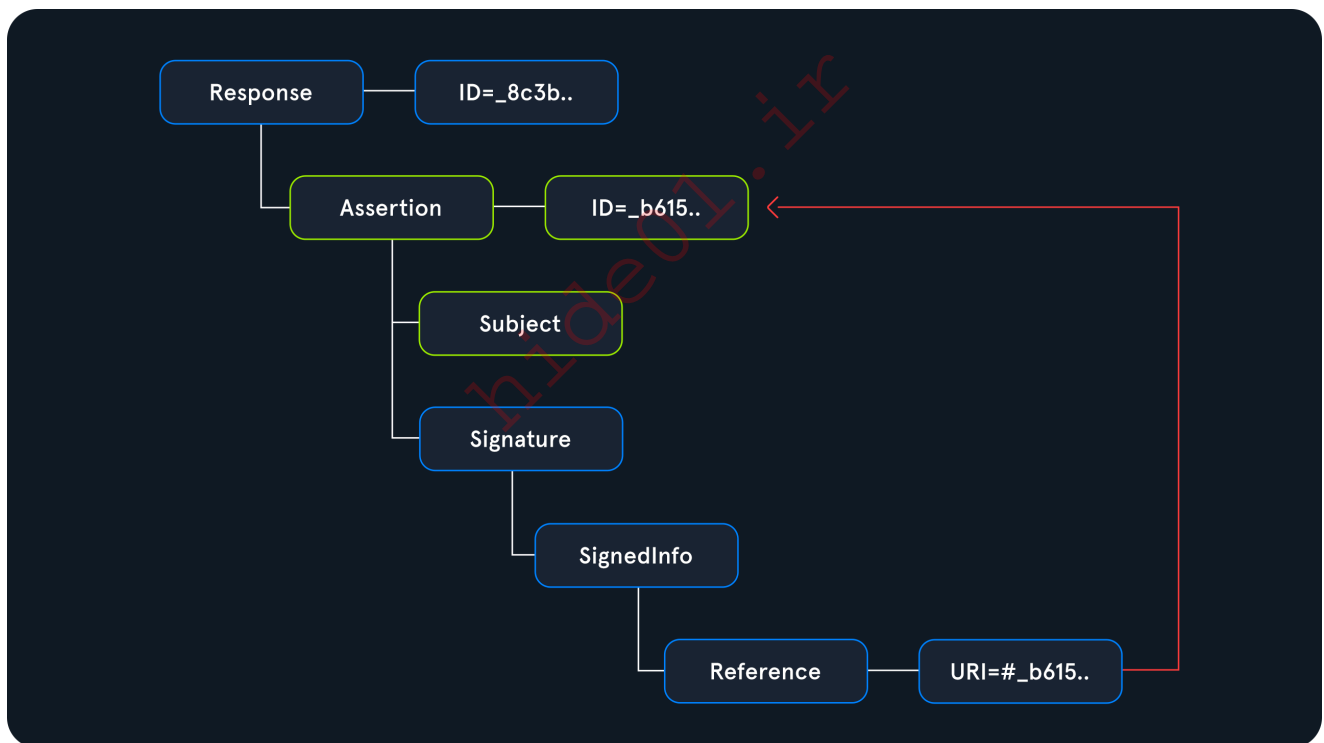 Response
ID=_8c3b..
Assertion
ID=_b615..
Subject
Signature
SignedInfo
Reference
URI=#_b615..
hide01.ir